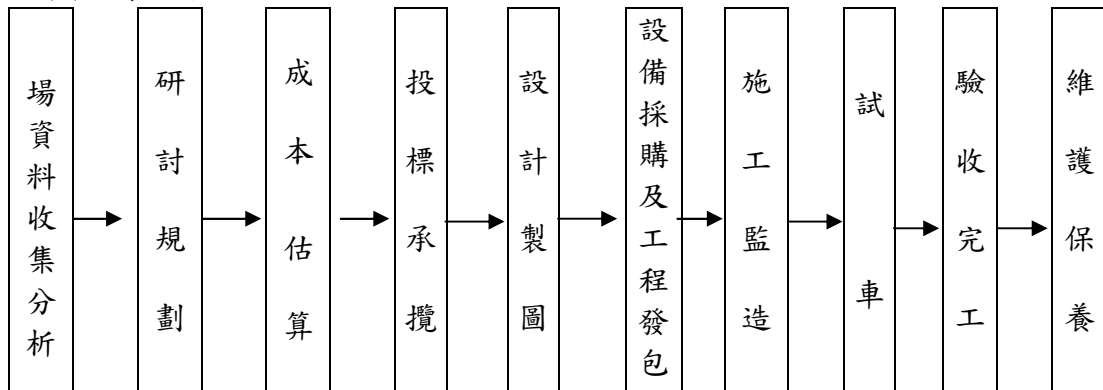 場資料收集分析
研討規劃
成本估算
投標承攬
設計製圖
設備採購及工程發包
施工監造
試車
驗收完工
維護保養